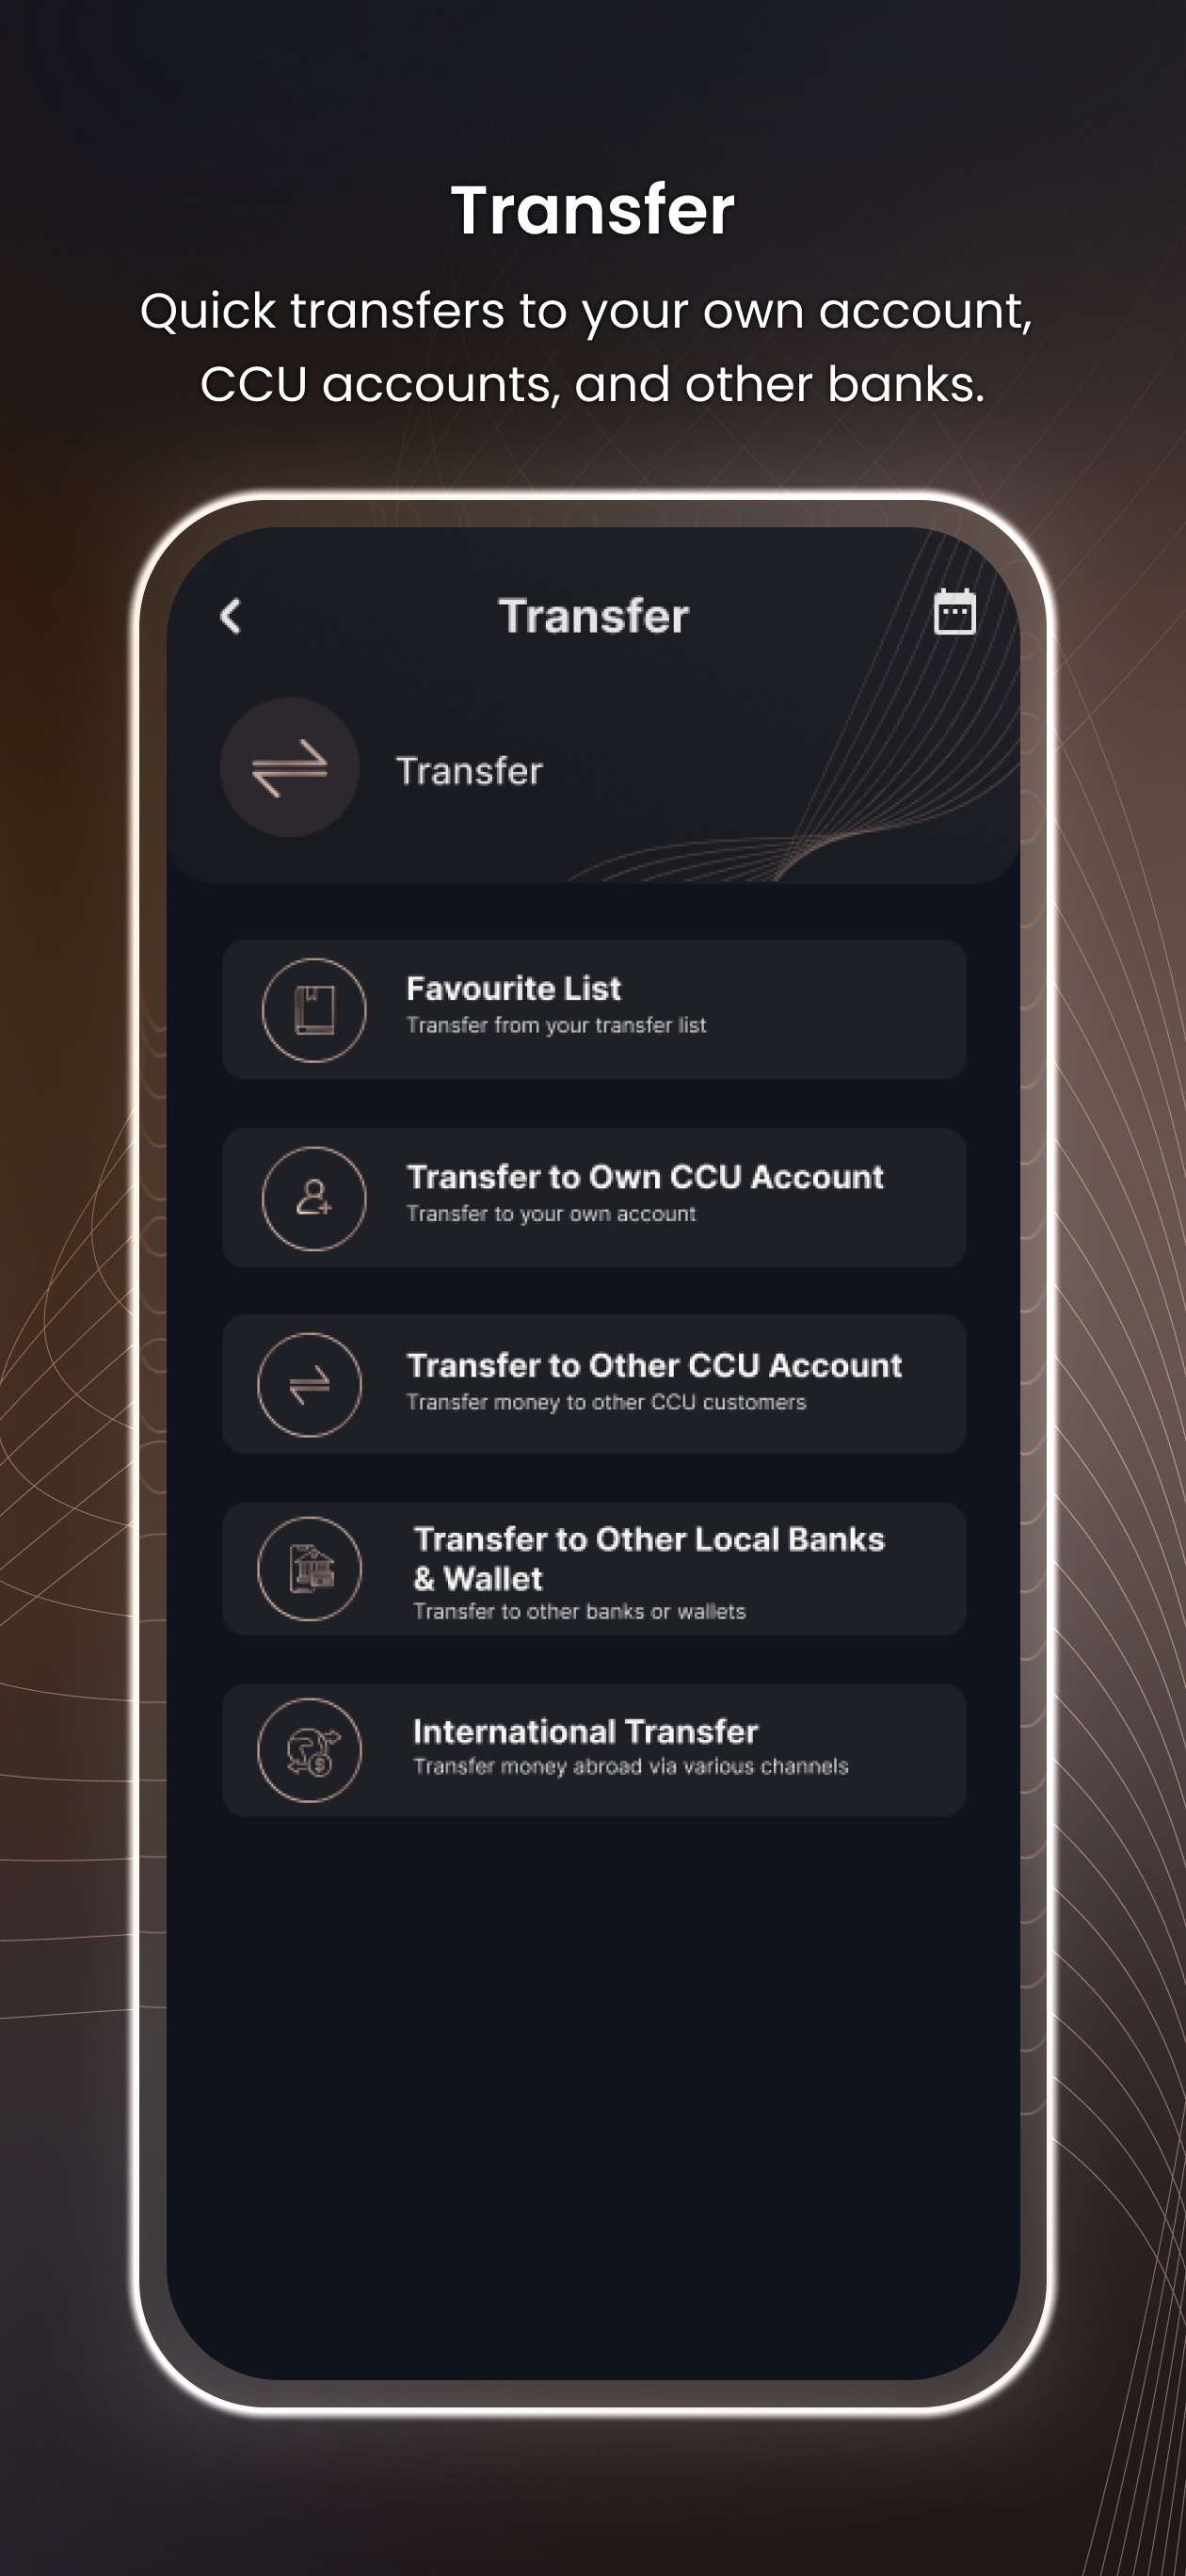 Transfer
Quick transfers to your own account,
CCU accounts, and other banks.
Transfer
Transfer
Favourite List
Transfer from your transfer list
Transfer to Own CCU Account
Transfer to your own account
Transfer to Other CCU Account
Transfer money to other CCU customers
Transfer to Other Local Banks
& Wallet
Transfer to other banks or wallets
International Transfer
Transfer money abroad via various channels